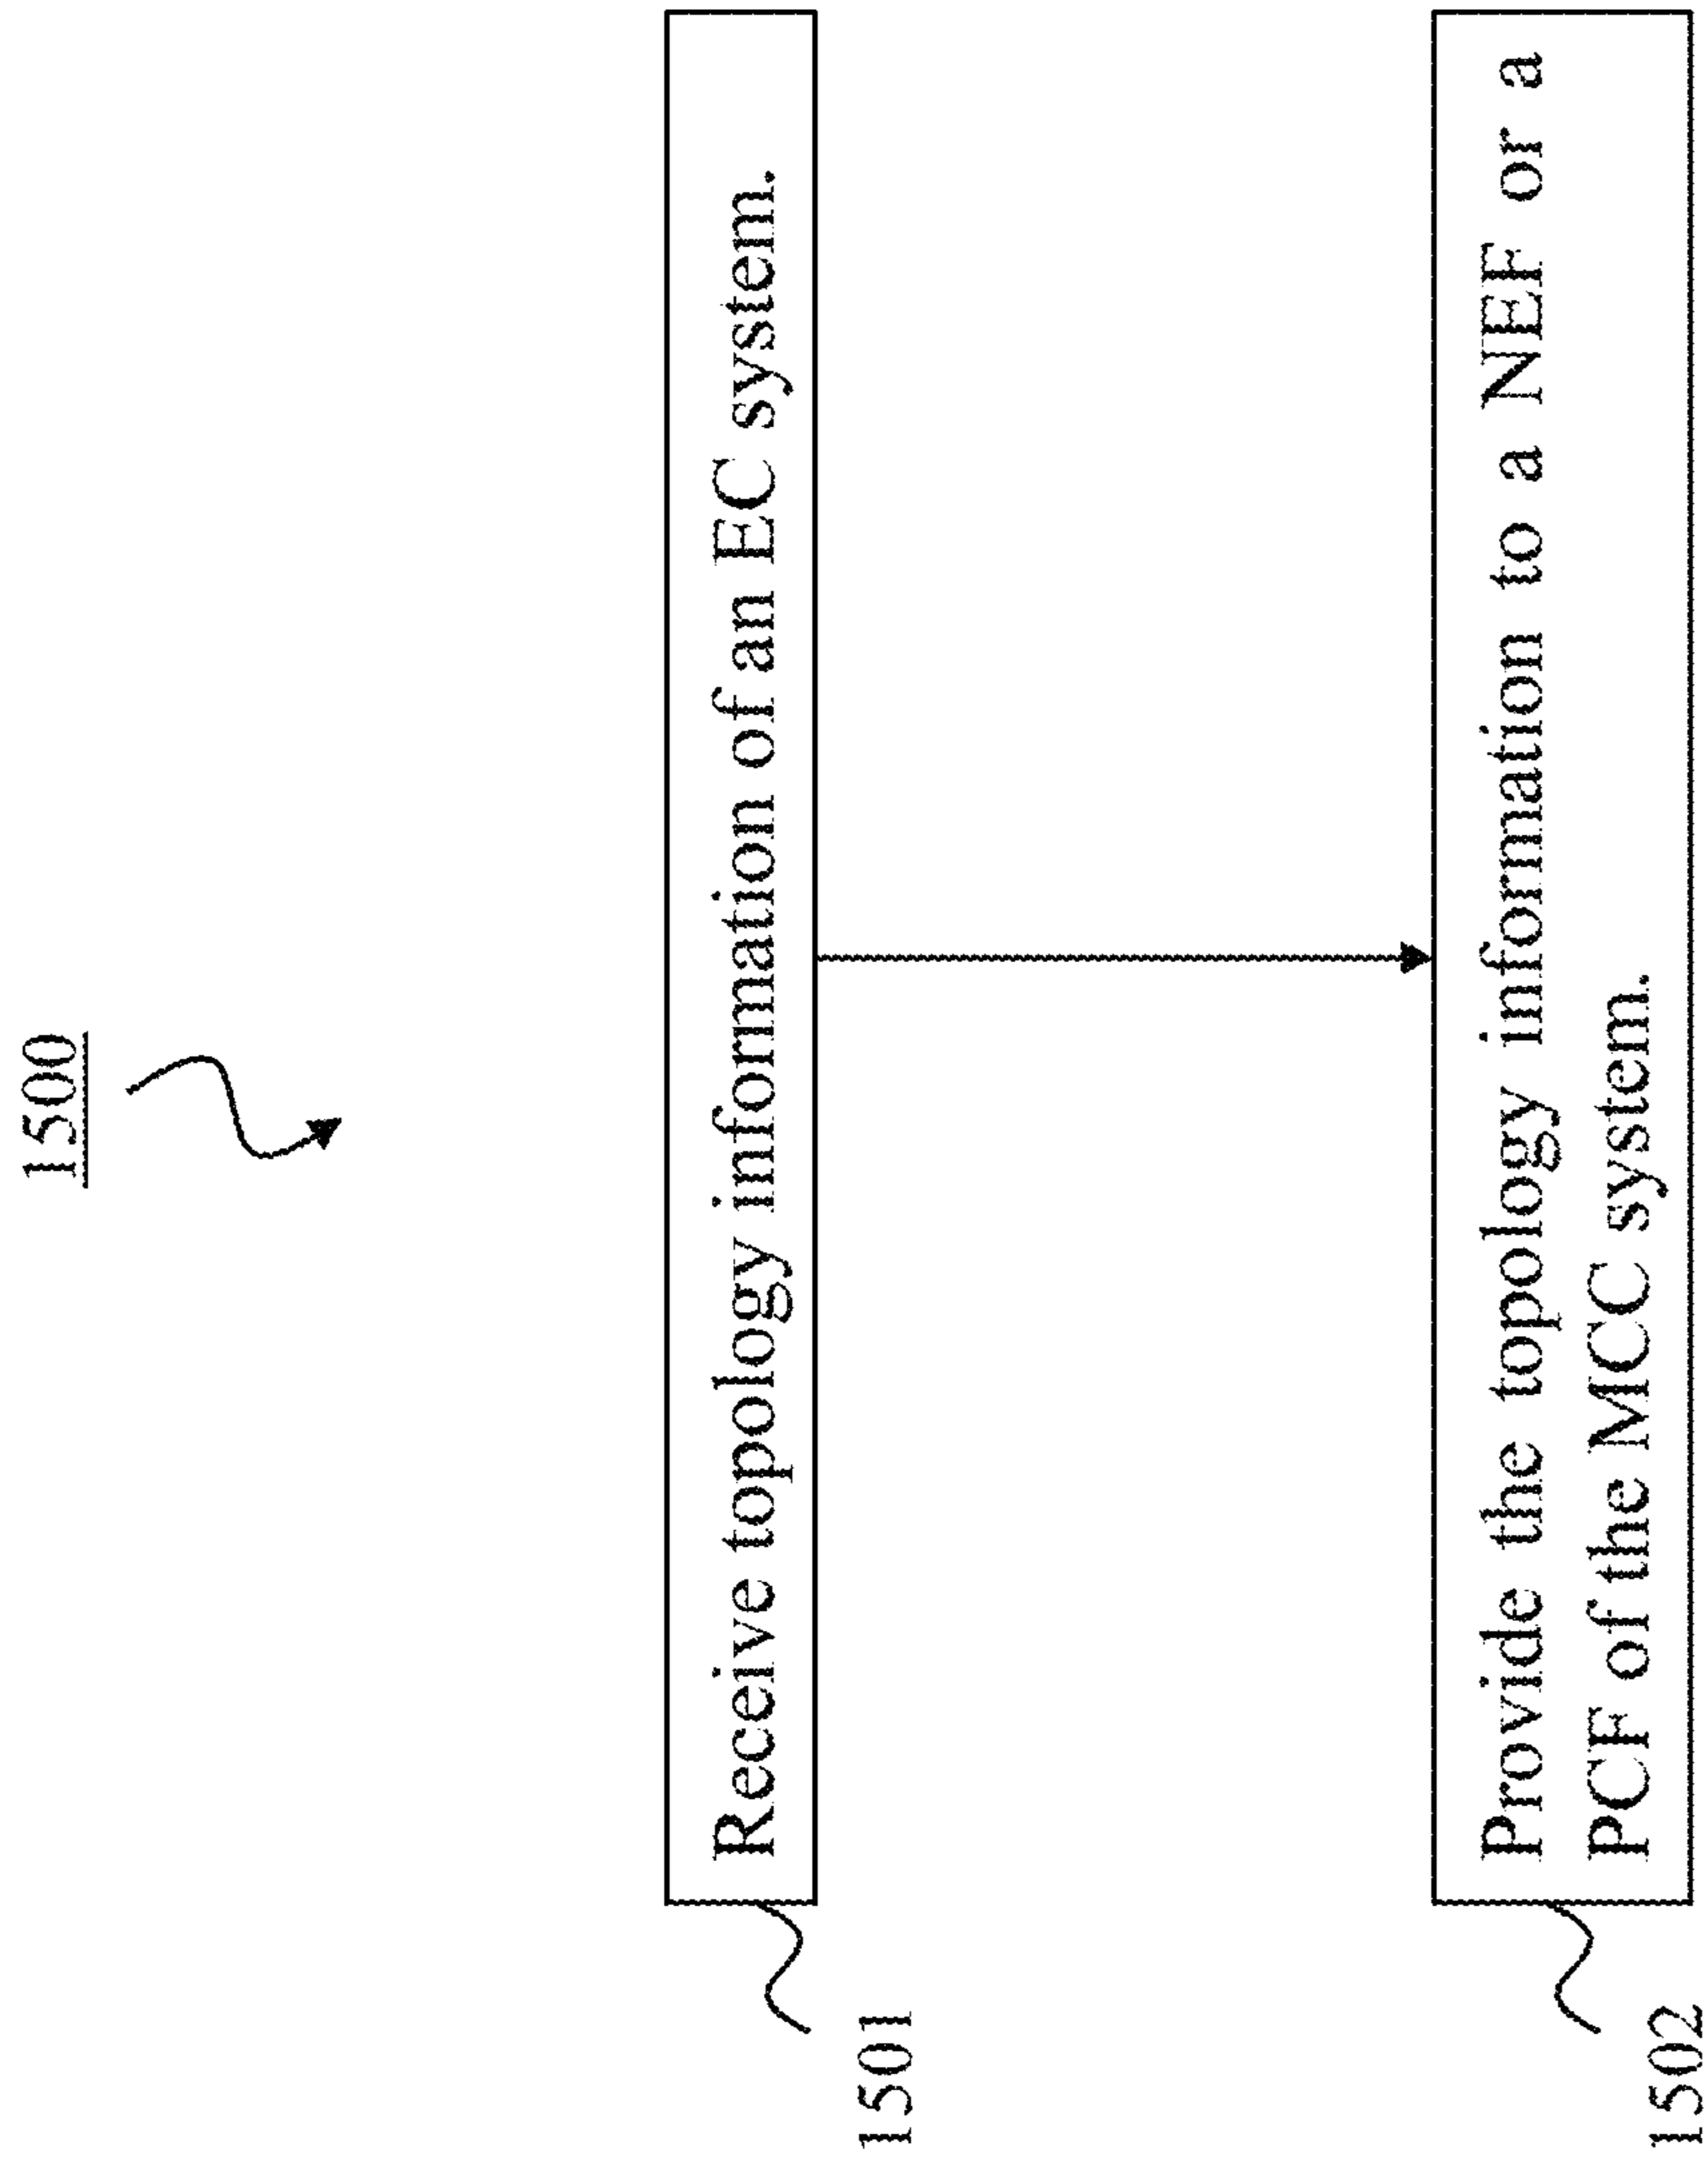 1500
Receive topology information of an EC system.
1501
Provide the topology information to a NEF or a
PCF of the MCC system.
1502